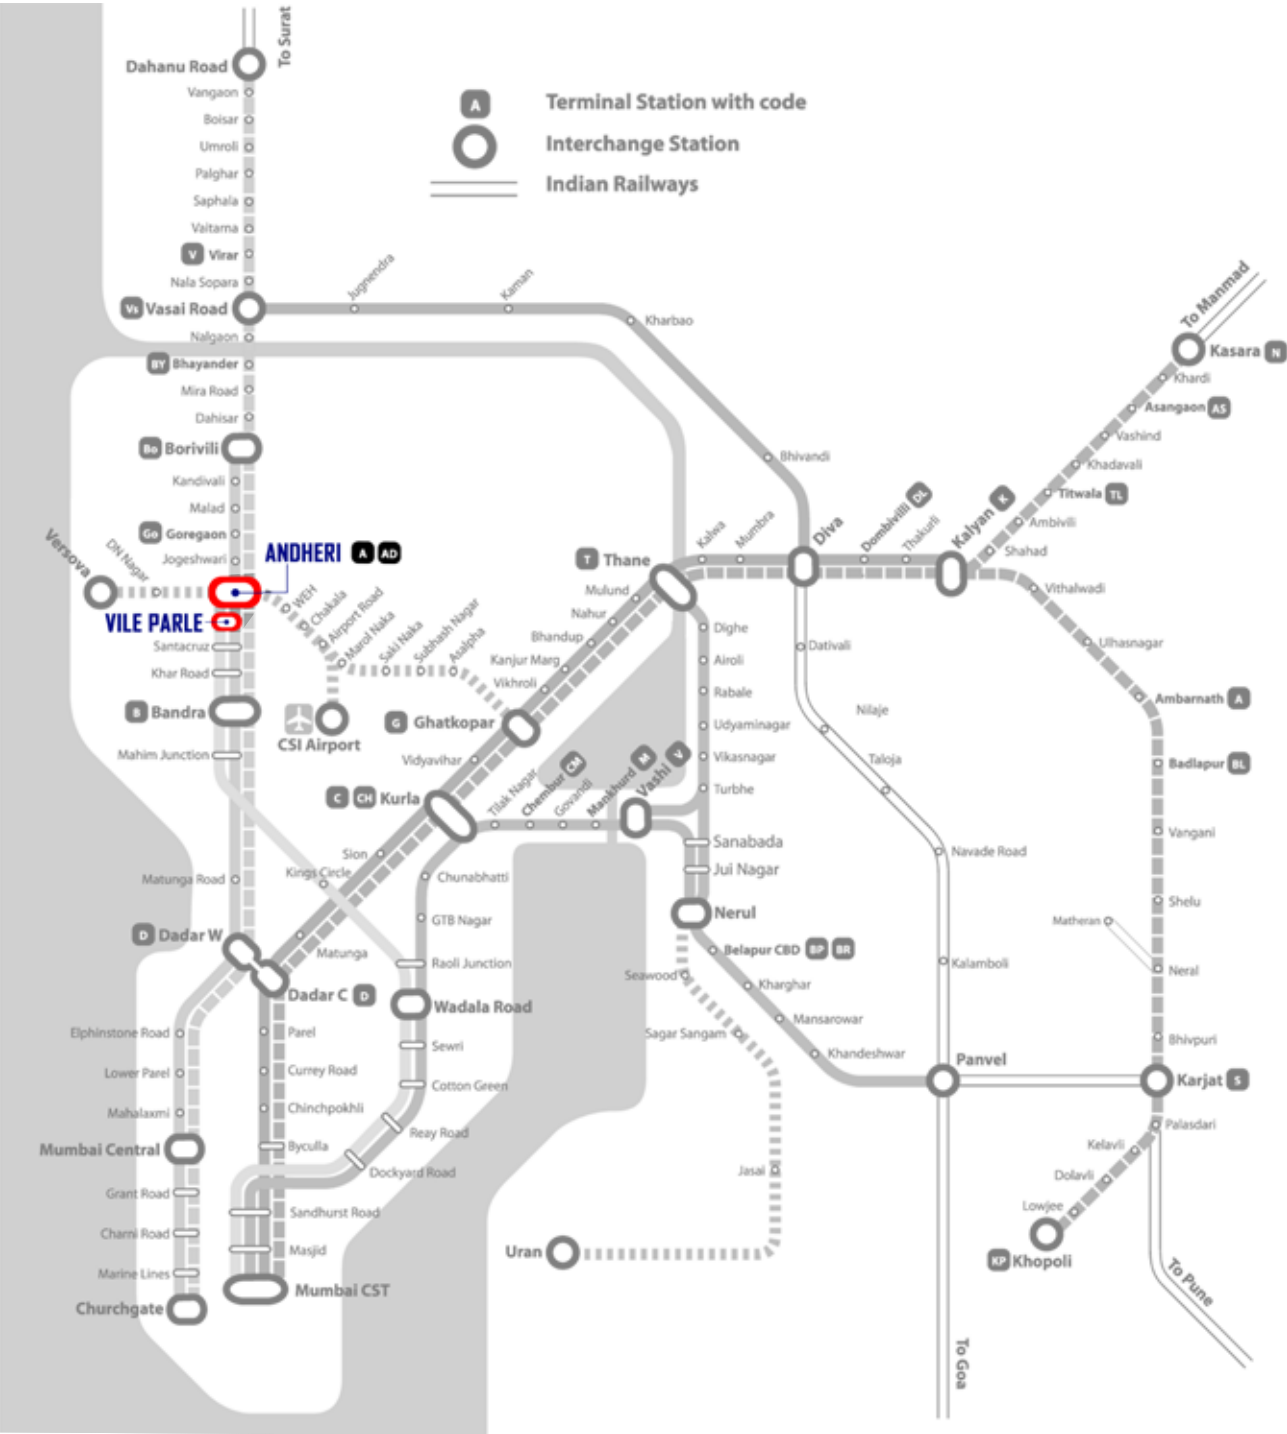 To Surat
Dahanu Road
Vangaon
Boisar
Umroli
Palghar
Saphala
Vaitarna
V Virar
Nala Sopara
Vs Vasai Road
Nalgaon
BY Bhayander
Mira Road
Dahisar
Bo Borivili
Kandivali
Malad
Go Goregaon
Jogeshwari
A Terminal Station with code
Interchange Station
Indian Railways
Jugnendra
Kaman
Kharbao
Bhivandi
To Manmad
Kasara N
Khardi
Asangaon AS
Vashind
Khadavali
Titwala TL
Ambivili
Shahad
Kalyan K
Thakurli
Dombivilli DL
Diva
Mumbra
Kalwa
T Thane
Versova
DN Nagar
ANDHERI A AD
VILE PARLE
WEH
Chakala
Airport Road
Marol Naka
Saki Naka
Subhash Nagar
Asalpha
CSI Airport
Santacruz
Khar Road
B Bandra
Mahim Junction
Matunga Road
D Dadar W
Mulund
Nahur
Bhandup
Kanjur Marg
Vikhroli
G Ghatkopar
Vidyavihar
C CH Kurla
Sion
Kings Circle
Matunga
Dadar C D
Tilak Nagar
Chembur CM
Govandi
Mankhurd M
Vashi V
Dighe
Airoli
Rabale
Udyaminagar
Vikasnagar
Turbhe
Sanabada
Jui Nagar
Nerul
Belapur CBD BP BR
Kharghar
Mansarowar
Khandeshwar
Panvel
Seawood
Sagar Sangam
Jasai
Uran
Dativali
Nilaje
Taloja
Navade Road
Kalamboli
To Goa
Vithalwadi
Ulhasnagar
Ambarnath A
Badlapur BL
Vangani
Shelu
Matheran
Neral
Bhivpuri
Karjat S
Palasdari
Kelavli
Dolavli
Lowjee
KP Khopoli
To Pune
Chunabhatti
GTB Nagar
Raoli Junction
Wadala Road
Sewri
Cotton Green
Reay Road
Dockyard Road
Parel
Currey Road
Chinchpokhli
Byculla
Sandhurst Road
Masjid
Mumbai CST
Elphinstone Road
Lower Parel
Mahalaxmi
Mumbai Central
Grant Road
Charni Road
Marine Lines
Churchgate